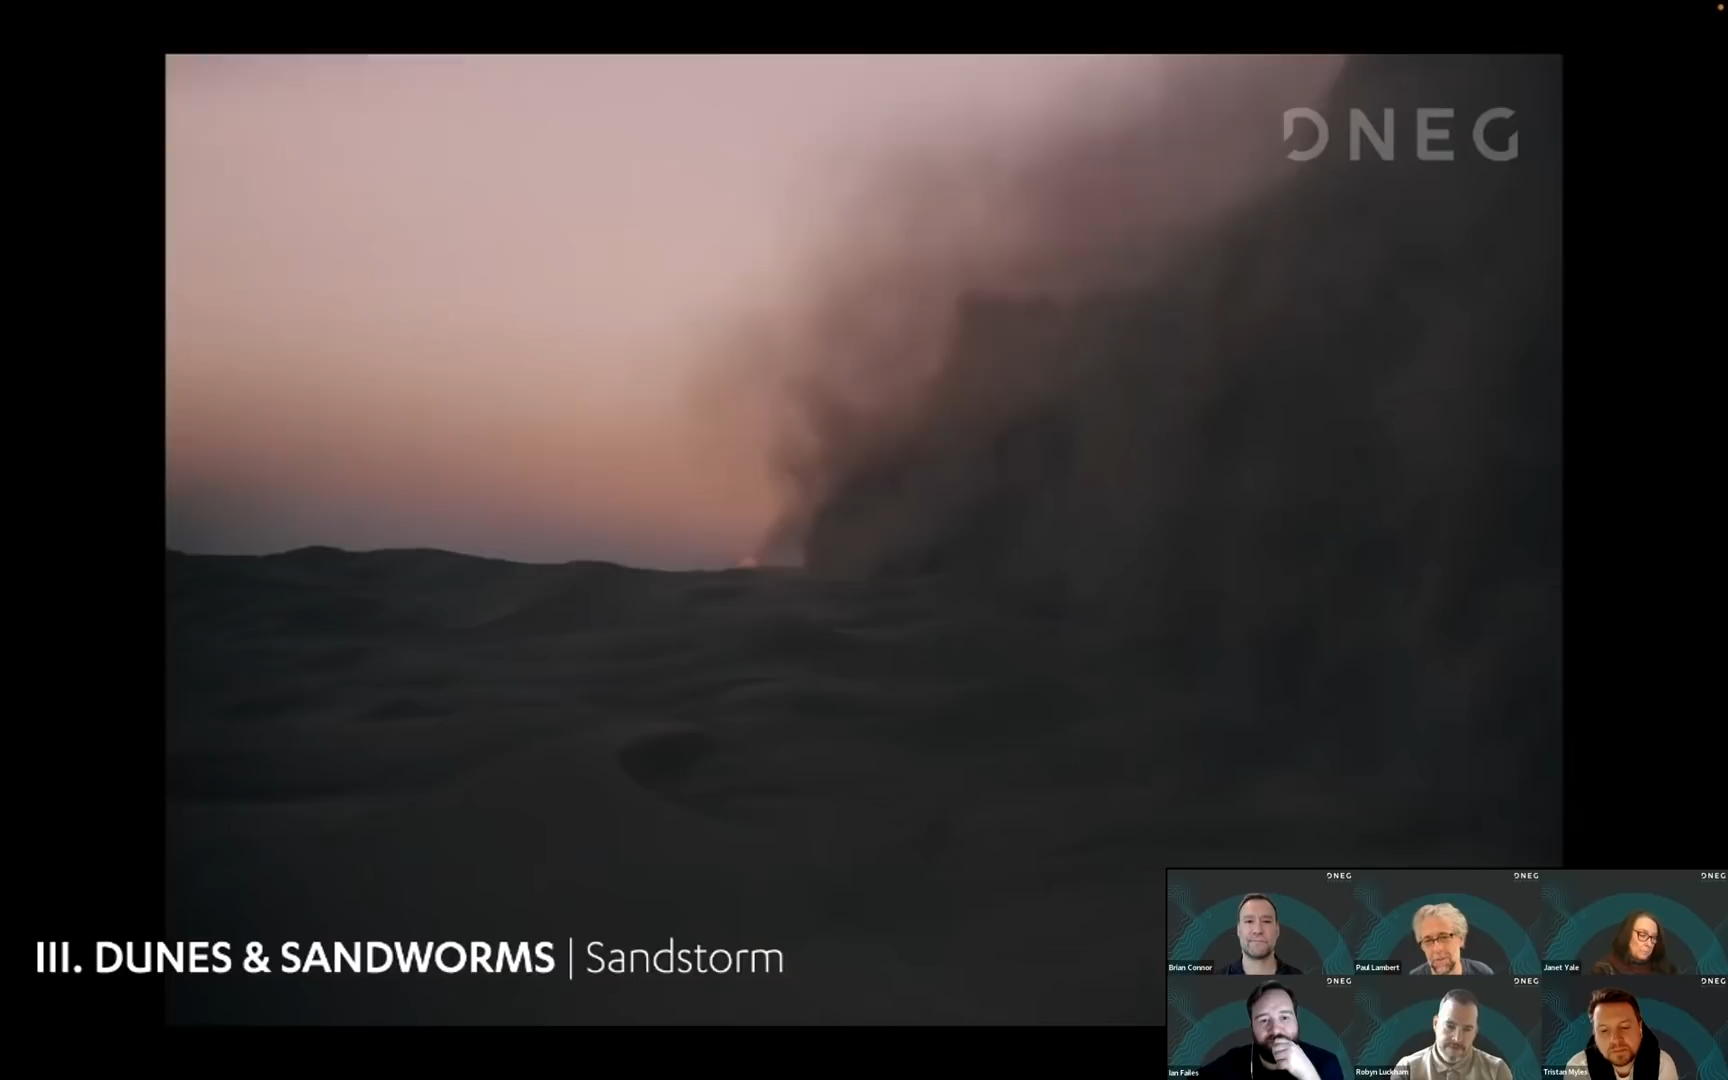 DNEG
III. DUNES & SANDWORMS | Sandstorm
DNEG
DNEG
DNEG
Brian Connor
Paul Lambert
Janet Yale
DNEG
DNEG
DNEG
Ian Failes
Robyn Luckham
Tristan Myles